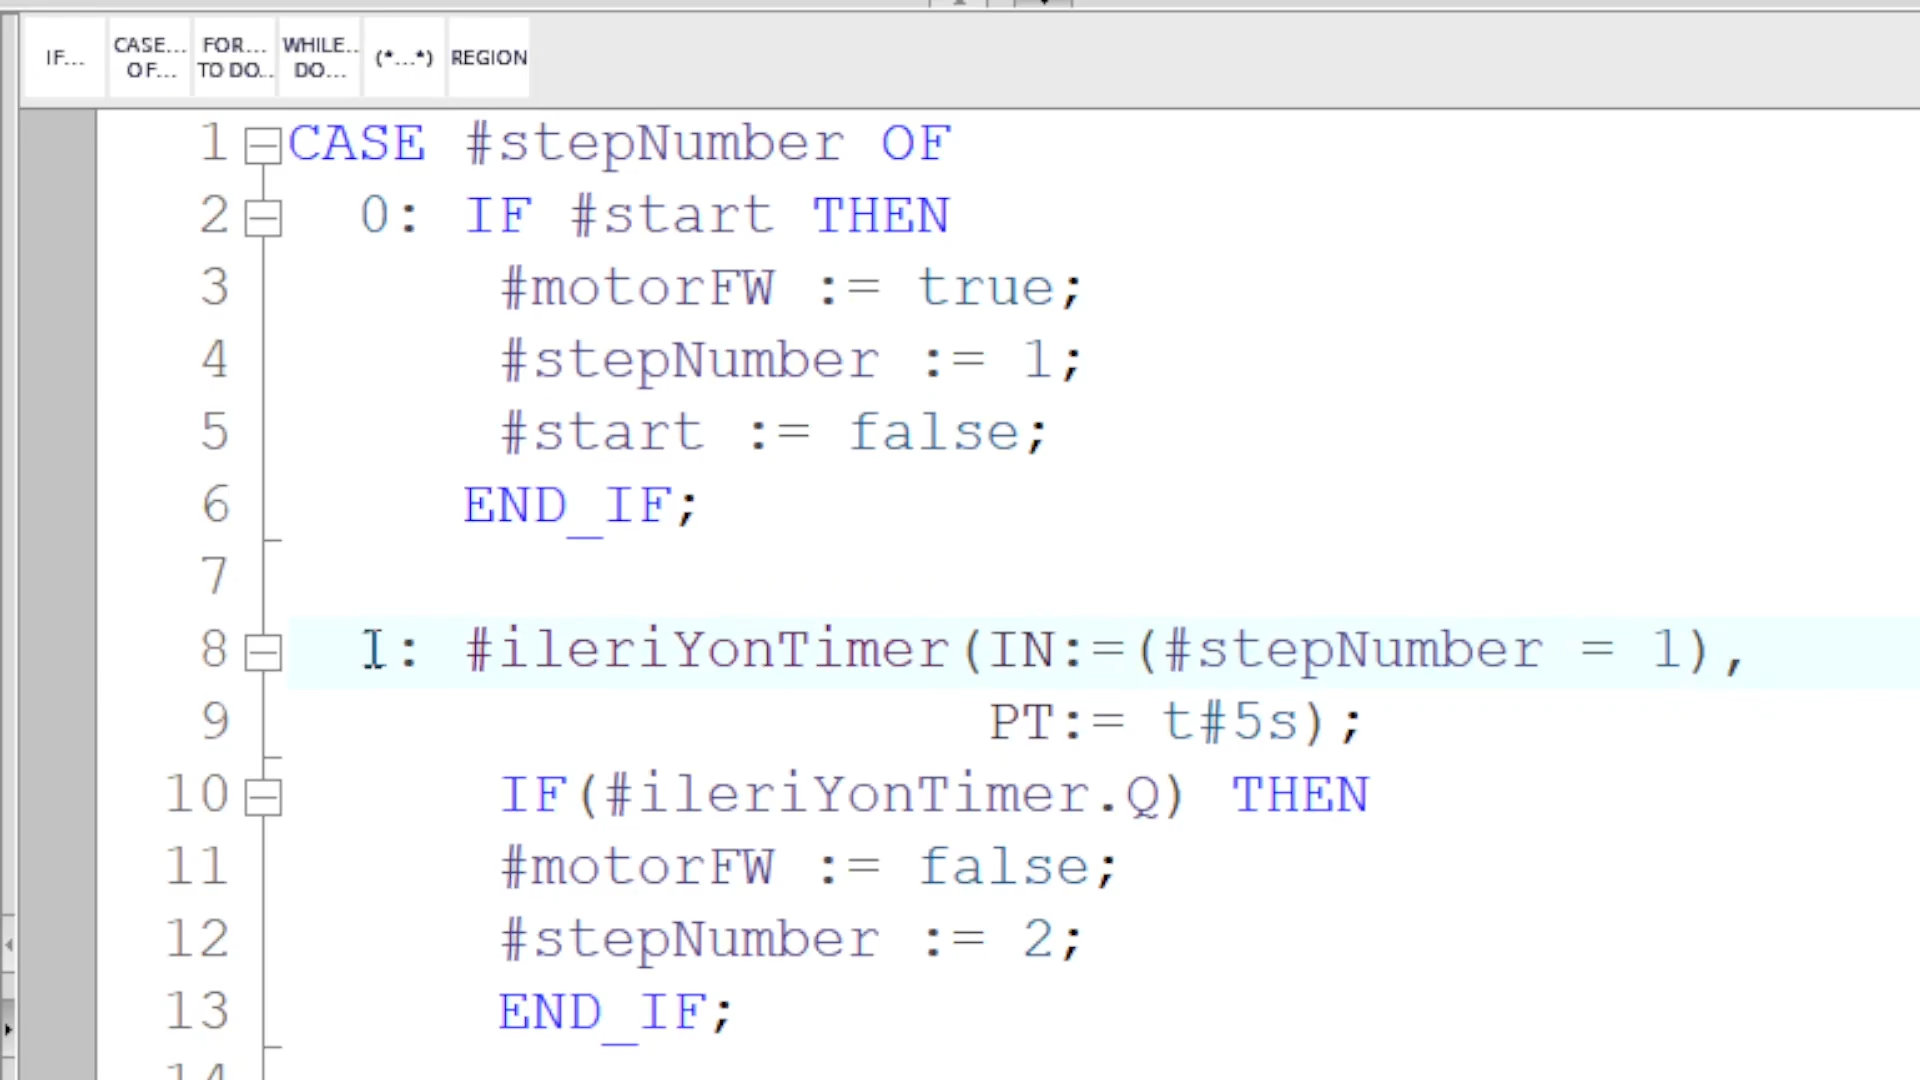 IF... CASE... OF... FOR... TO DO... WHILE... DO... (*...*) REGION
1 CASE #stepNumber OF
2 0: IF #start THEN
3 #motorFW := true;
4 #stepNumber := 1;
5 #start := false;
6 END_IF;
7
8 1: #ileriYonTimer(IN:=(#stepNumber = 1),
9 PT:= t#5s);
10 IF(#ileriYonTimer.Q) THEN
11 #motorFW := false;
12 #stepNumber := 2;
13 END_IF;
14